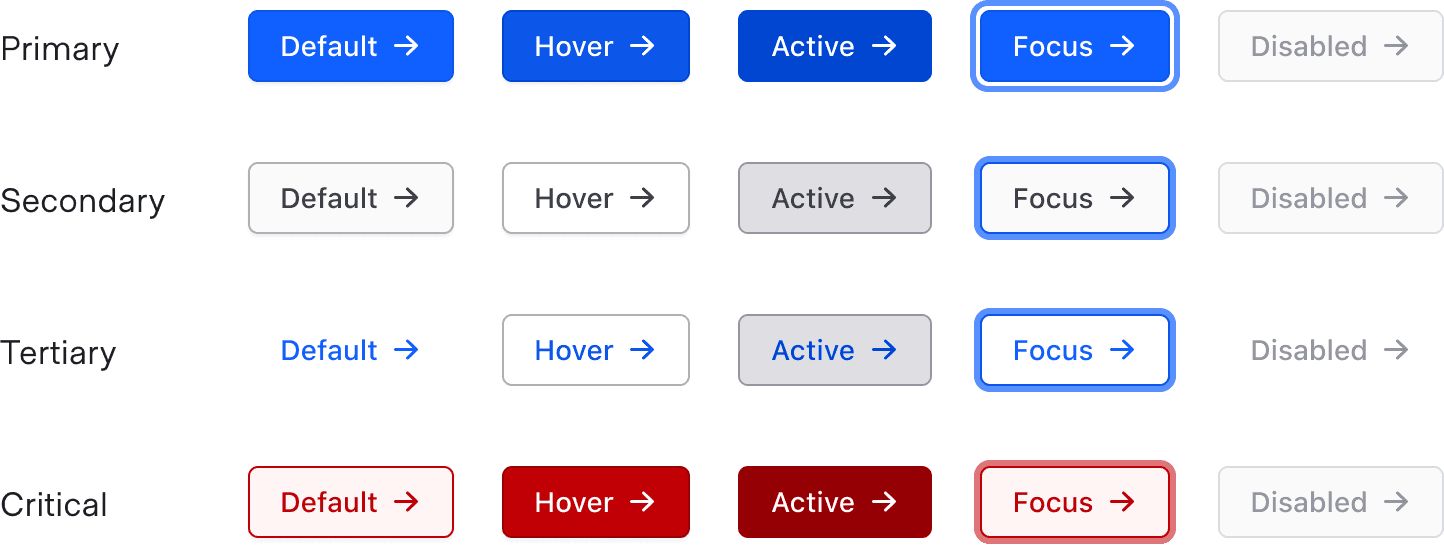 Primary Default → Hover → Active → Focus → Disabled →
Secondary Default → Hover → Active → Focus → Disabled →
Tertiary Default → Hover → Active → Focus → Disabled →
Critical Default → Hover → Active → Focus → Disabled →